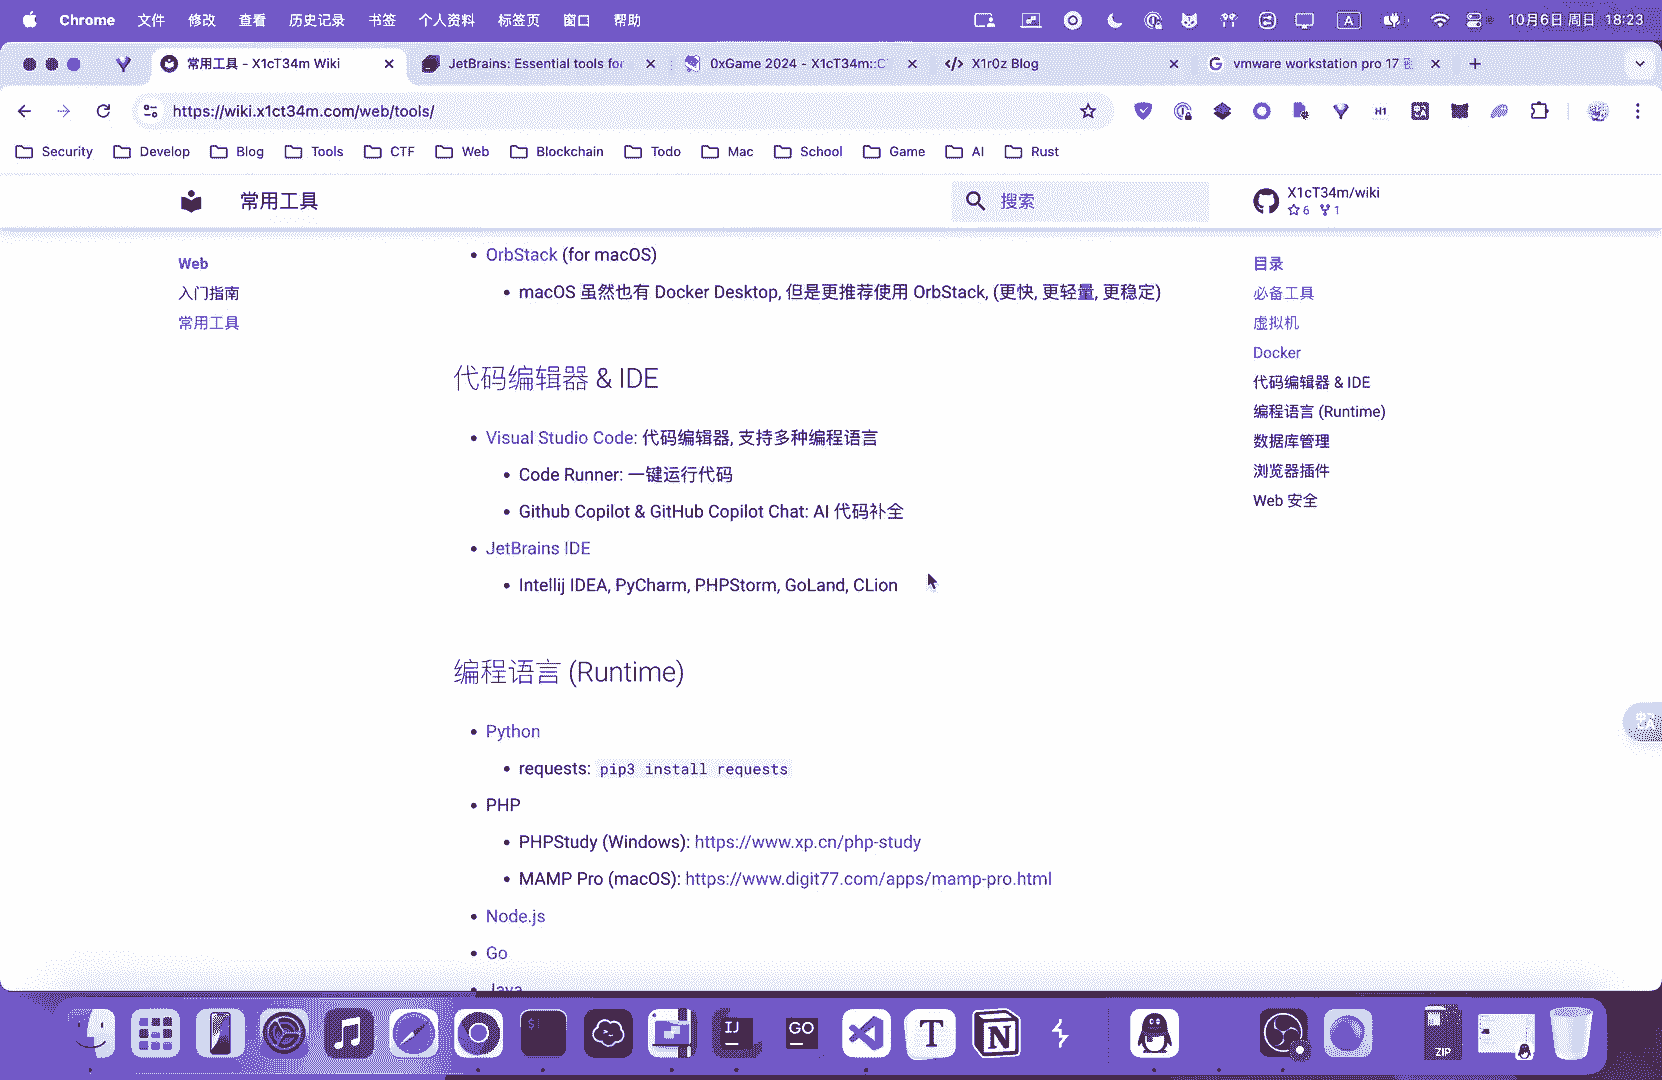 Chrome 文件 修改 查看 历史记录 书签 个人资料 标签页 窗口 帮助 A 10月6日 周日 18:23
常用工具 - X1cT34m Wiki JetBrains: Essential tools for 0xGame 2024 - X1cT34m::C X1r0z Blog vmware workstation pro 17
https://wiki.x1ct34m.com/web/tools/ H1
Security Develop Blog Tools CTF Web Blockchain Todo Mac School Game AI Rust
常用工具 搜索 X1cT34m/wiki
6 1
Web
入门指南
常用工具
OrbStack (for macOS)
macOS 虽然也有 Docker Desktop, 但是更推荐使用 OrbStack, (更快, 更轻量, 更稳定)
代码编辑器 & IDE
Visual Studio Code: 代码编辑器, 支持多种编程语言
Code Runner: 一键运行代码
Github Copilot & GitHub Copilot Chat: AI 代码补全
JetBrains IDE
Intellij IDEA, PyCharm, PHPStorm, GoLand, CLion
编程语言 (Runtime)
Python
requests: pip3 install requests
PHP
PHPStudy (Windows): https://www.xp.cn/php-study
MAMP Pro (macOS): https://www.digit77.com/apps/mamp-pro.html
Node.js
Go
Java
目录
必备工具
虚拟机
Docker
代码编辑器 & IDE
编程语言 (Runtime)
数据库管理
浏览器插件
Web 安全
IJ GO T N ZIP